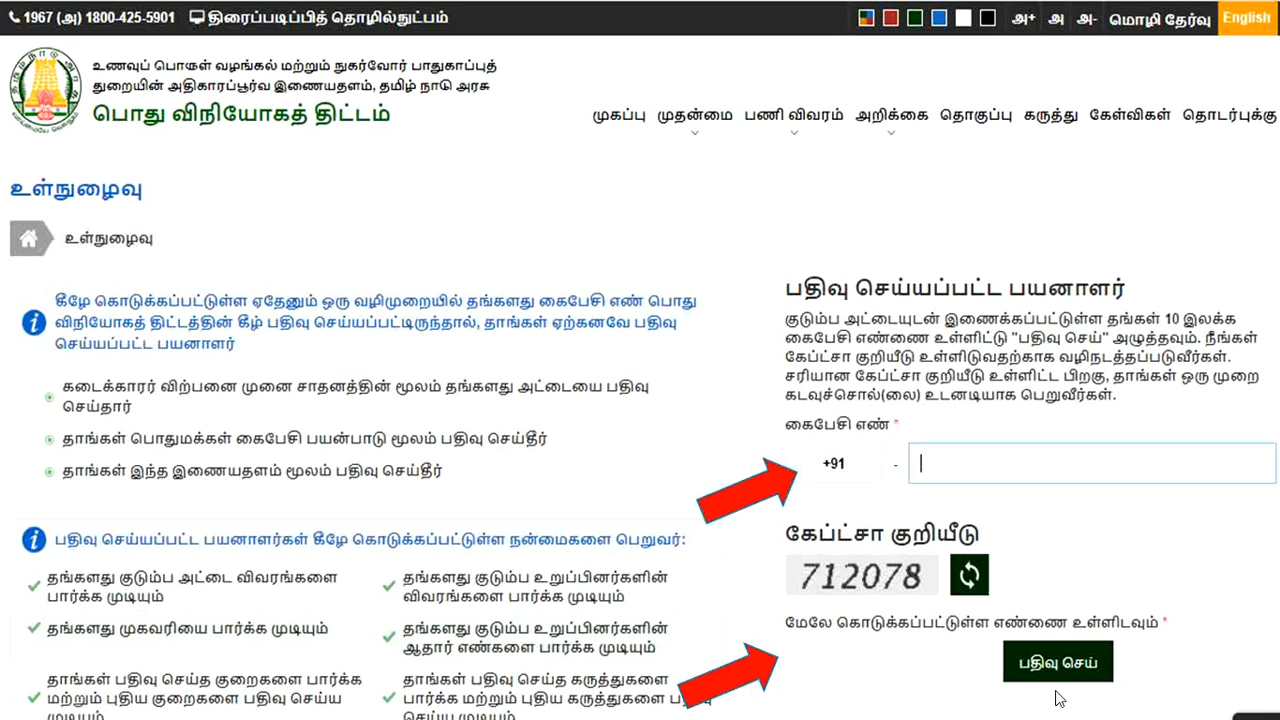 1967 (அ) 1800-425-5901 திரைப்படிப்பித் தொழில்நுட்பம்
அ+ அ அ- மொழி தேர்வு English
உணவுப் பொருள் வழங்கல் மற்றும் நுகர்வோர் பாதுகாப்புத்
துறையின் அதிகாரப்பூர்வ இணையதளம், தமிழ் நாடு அரசு
பொது விநியோகத் திட்டம்
முகப்பு முதன்மை பணி விவரம் அறிக்கை தொகுப்பு கருத்து கேள்விகள் தொடர்புக்கு
உள்நுழைவு
உள்நுழைவு
கீழே கொடுக்கப்பட்டுள்ள ஏதேனும் ஒரு வழிமுறையில் தங்களது கைபேசி எண் பொது
விநியோகத் திட்டத்தின் கீழ் பதிவு செய்யப்பட்டிருந்தால், தாங்கள் ஏற்கனவே பதிவு
செய்யப்பட்ட பயனாளர்
கடைக்காரர் விற்பனை முனை சாதனத்தின் மூலம் தங்களது அட்டையை பதிவு
செய்தார்
தாங்கள் பொதுமக்கள் கைபேசி பயன்பாடு மூலம் பதிவு செய்தீர்
தாங்கள் இந்த இணையதளம் மூலம் பதிவு செய்தீர்
பதிவு செய்யப்பட்ட பயனாளர்கள் கீழே கொடுக்கப்பட்டுள்ள நன்மைகளை பெறுவர்:
தங்களது குடும்ப அட்டை விவரங்களை
பார்க்க முடியும்
தங்களது குடும்ப உறுப்பினர்களின்
விவரங்களை பார்க்க முடியும்
தங்களது முகவரியை பார்க்க முடியும்
தங்களது குடும்ப உறுப்பினர்களின்
ஆதார் எண்களை பார்க்க முடியும்
தாங்கள் பதிவு செய்த குறைகளை பார்க்க
மற்றும் புதிய குறைகளை பதிவு செய்ய
முடியும்
தாங்கள் பதிவு செய்த கருத்துகளை
பார்க்க மற்றும் புதிய கருத்துகளை பதிவு
செய்ய முடியும்
பதிவு செய்யப்பட்ட பயனாளர்
குடும்ப அட்டையுடன் இணைக்கப்பட்டுள்ள தங்கள் 10 இலக்க
கைபேசி எண்ணை உள்ளிட்டு "பதிவு செய்" அழுத்தவும். நீங்கள்
கேப்ட்சா குறியீடு உள்ளிடுவதற்காக வழிநடத்தப்படுவீர்கள்.
சரியான கேப்ட்சா குறியீடு உள்ளிட்ட பிறகு, தாங்கள் ஒரு முறை
கடவுச்சொல்(லை) உடனடியாக பெறுவீர்கள்.
கைபேசி எண் *
+91 -
கேப்ட்சா குறியீடு
712078
மேலே கொடுக்கப்பட்டுள்ள எண்ணை உள்ளிடவும் *
பதிவு செய்